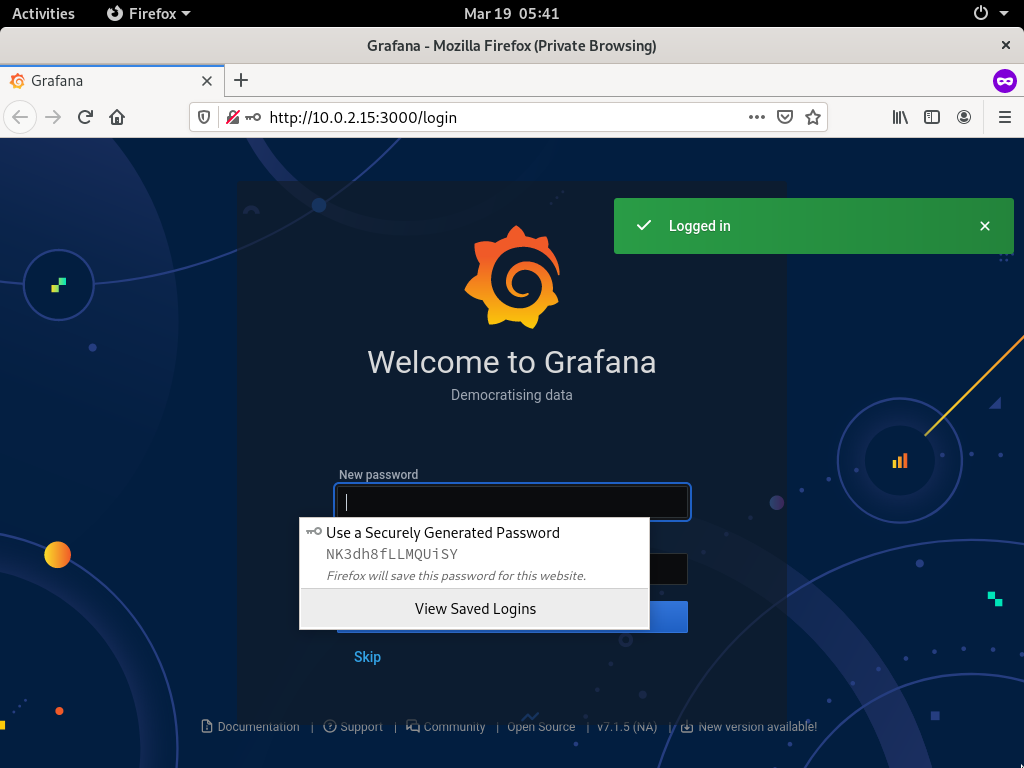 Activities Firefox Mar 19 05:41
Grafana - Mozilla Firefox (Private Browsing)
Grafana
http://10.0.2.15:3000/login
Logged in
Welcome to Grafana
Democratising data
New password
Use a Securely Generated Password
NK3dh8fLLMQUiSY
Firefox will save this password for this website.
View Saved Logins
Skip
Documentation | Support | Community | Open Source | v7.1.5 (NA) | New version available!